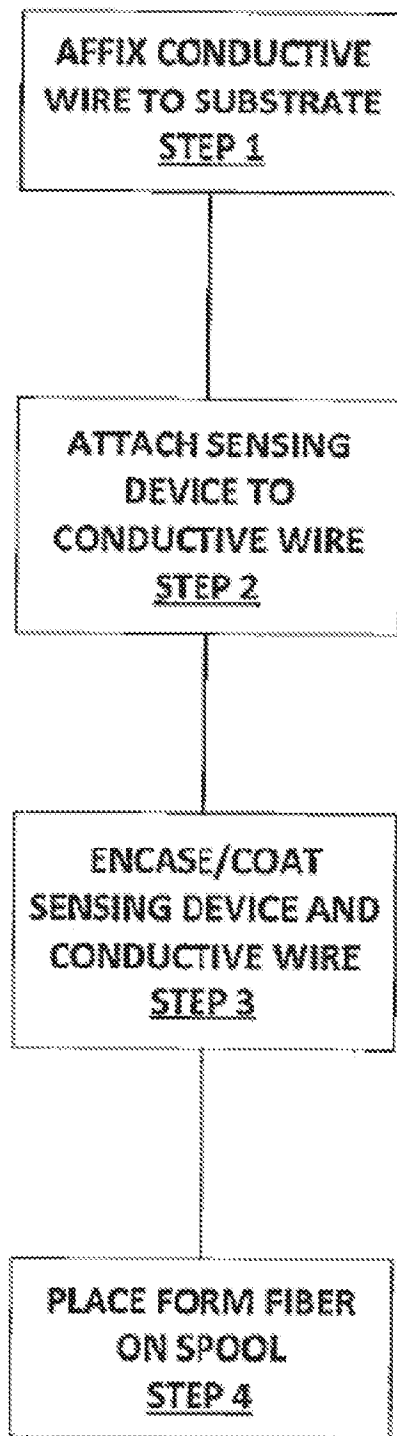 AFFIX CONDUCTIVE
WIRE TO SUBSTRATE
STEP 1
ATTACH SENSING
DEVICE TO
CONDUCTIVE WIRE
STEP 2
ENCASE/COAT
SENSING DEVICE AND
CONDUCTIVE WIRE
STEP 3
PLACE FORM FIBER
ON SPOOL
STEP 4